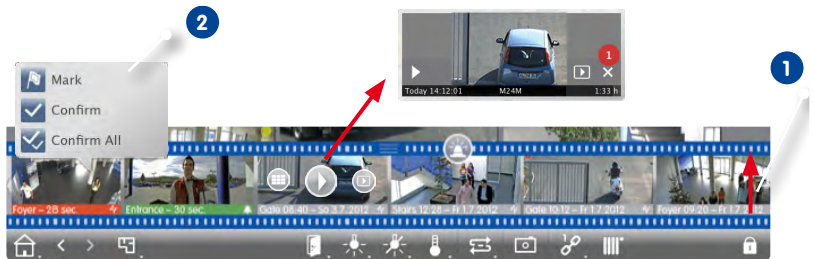 2
Mark
Confirm
Confirm All
1
Today 14:12:01 M24M 1:33 h
1
Foyer – 28 sec.
Entrance – 30 sec.
Gate 06:40 – So 3.7.2012
Stairs 12:28 – Fr 1.7.2012
Gate 10:12 – Fr 1.7.2012
Foyer 09:20 – Fr 1.7.2012
1